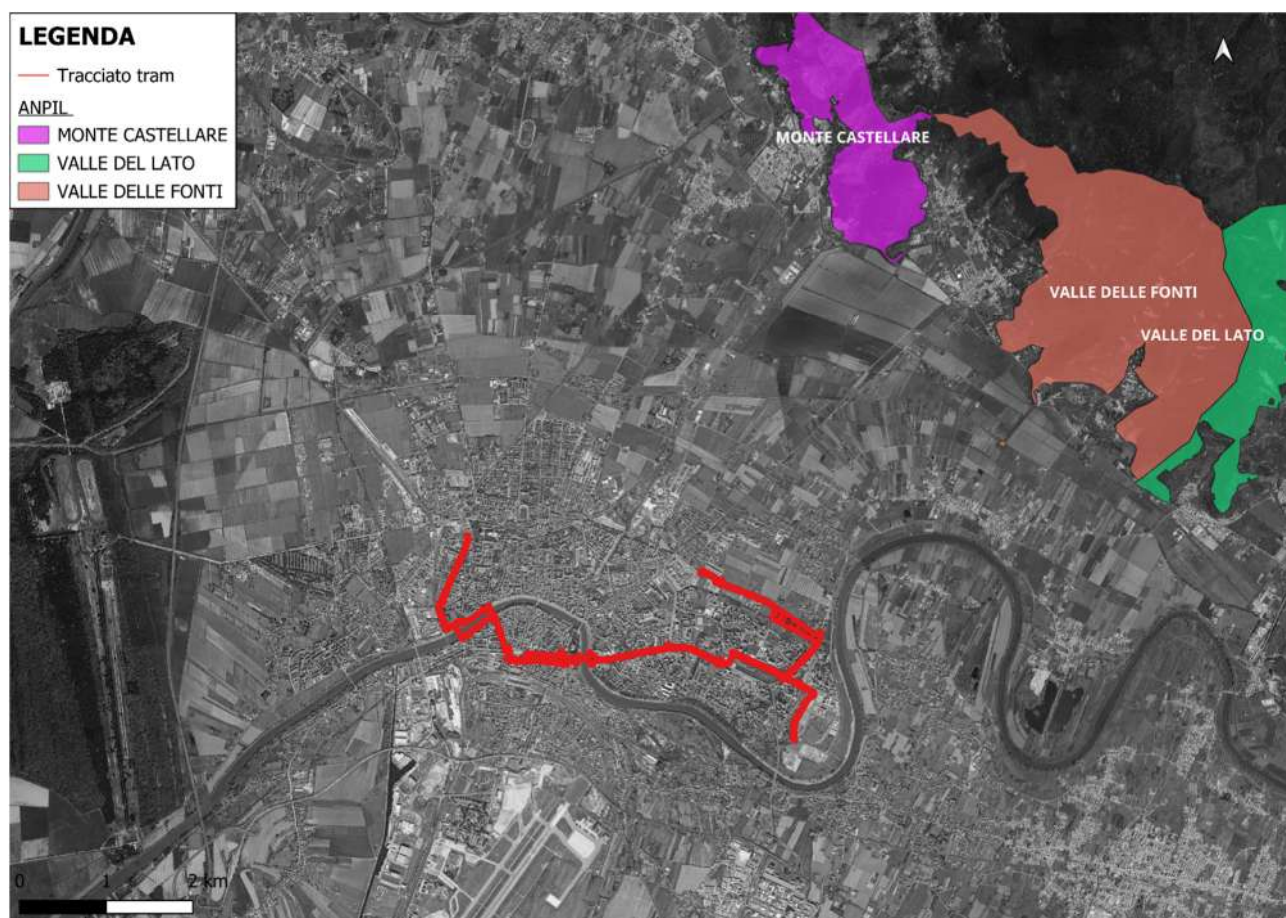 LEGENDA
Tracciato tram
ANPIL
MONTE CASTELLARE
VALLE DEL LATO
VALLE DELLE FONTI
MONTE CASTELLARE
VALLE DELLE FONTI
VALLE DEL LATO
0 1 2 km